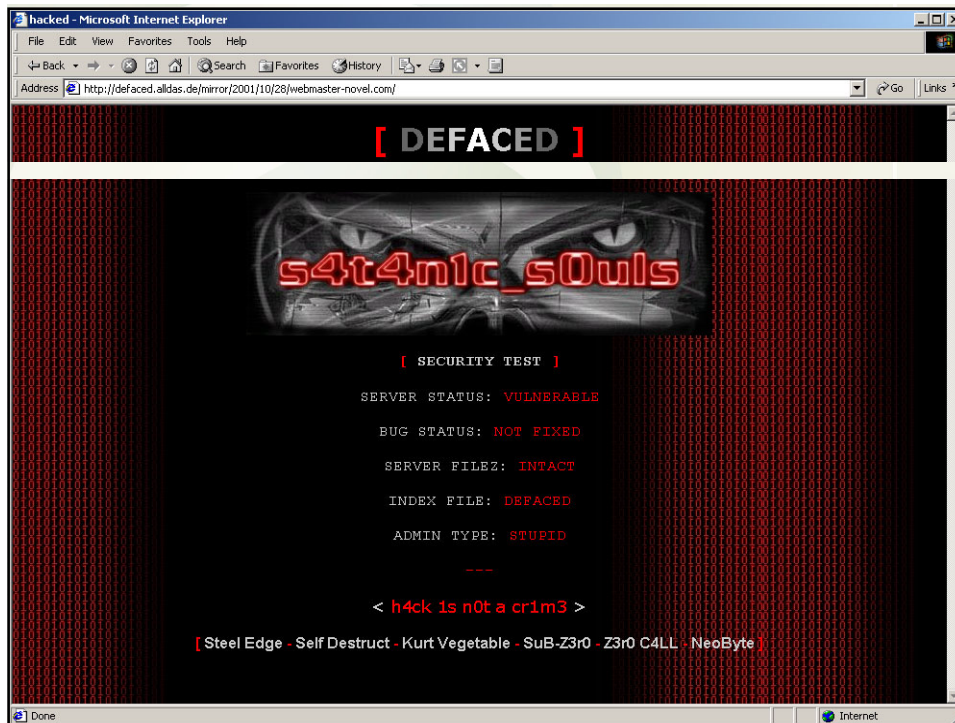 hacked - Microsoft Internet Explorer
File Edit View Favorites Tools Help
Back Search Favorites History
Address http://defaced.alldas.de/mirror/2001/10/28/webmaster-novel.com/ Go Links
[ DEFACED ]
s4t4n1c_s0uls
[ SECURITY TEST ]
SERVER STATUS: VULNERABLE
BUG STATUS: NOT FIXED
SERVER FILEZ: INTACT
INDEX FILE: DEFACED
ADMIN TYPE: STUPID
---
< h4ck 1s n0t a cr1m3 >
[ Steel Edge - Self Destruct - Kurt Vegetable - SuB-Z3r0 - Z3r0 C4LL - NeoByte ]
Done Internet